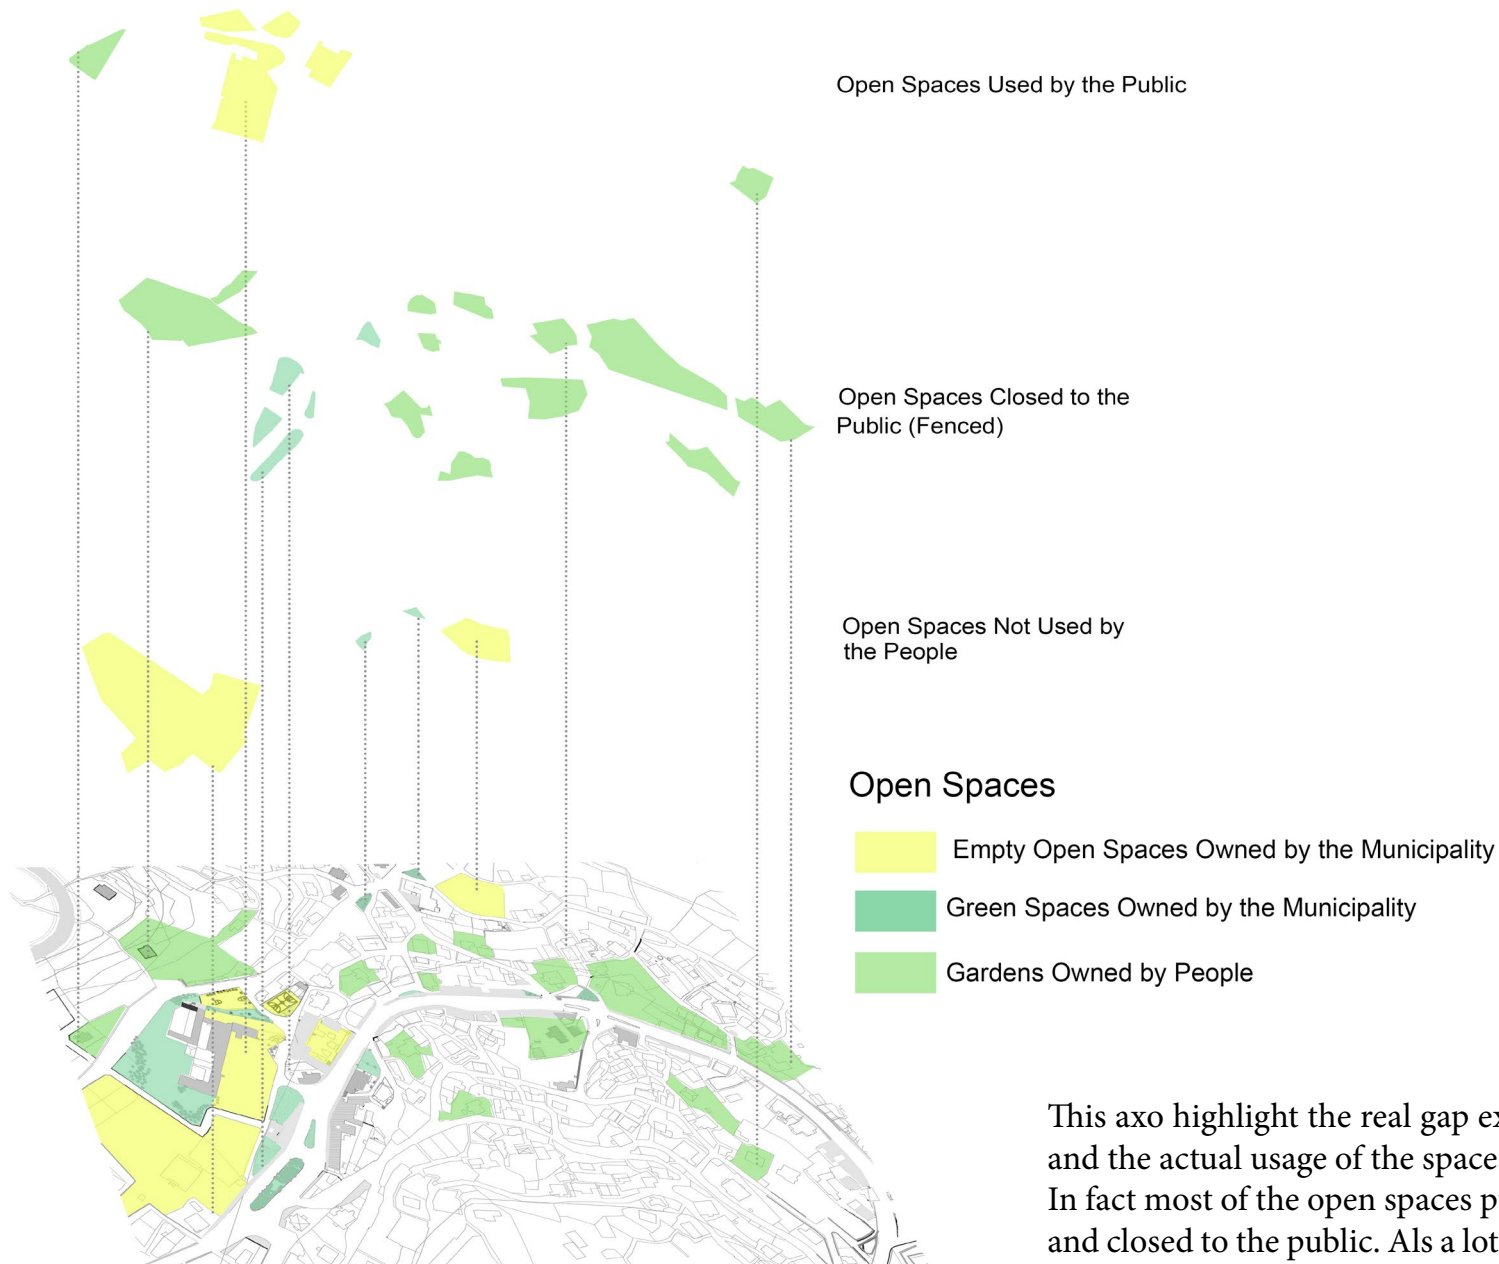 Open Spaces Used by the Public
Open Spaces Closed to the
Public (Fenced)
Open Spaces Not Used by
the People
Open Spaces
Empty Open Spaces Owned by the Municipality
Green Spaces Owned by the Municipality
Gardens Owned by People
This axo highlight the real gap
and the actual usage of the space
In fact most of the open spaces
and closed to the public. Als a lot